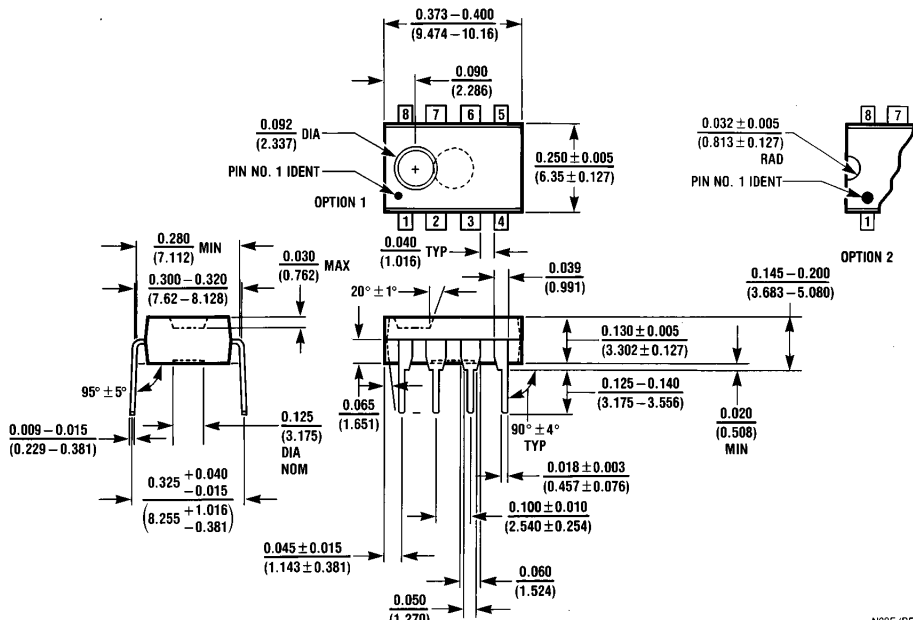 0.373 – 0.400
(9.474 – 10.16)
0.090
(2.286)
8 7 6 5
0.092 DIA
(2.337)
PIN NO. 1 IDENT
OPTION 1
+
0.250 ± 0.005
(6.35 ± 0.127)
1 2 3 4
8 7
0.032 ± 0.005
(0.813 ± 0.127)
RAD
PIN NO. 1 IDENT
1
OPTION 2
0.280 MIN
(7.112)
0.030 MAX
(0.762)
0.300 – 0.320
(7.62 – 8.128)
0.040 TYP
(1.016)
0.039
(0.991)
20° ± 1°
0.145 – 0.200
(3.683 – 5.080)
0.130 ± 0.005
(3.302 ± 0.127)
0.125 – 0.140
(3.175 – 3.556)
0.020
(0.508)
MIN
95° ± 5°
0.009 – 0.015
(0.229 – 0.381)
0.125
(3.175)
DIA
NOM
0.065
(1.651)
90° ± 4°
TYP
0.018 ± 0.003
(0.457 ± 0.076)
0.325 +0.040
−0.015
(8.255 +1.016
−0.381)
0.100 ± 0.010
(2.540 ± 0.254)
0.045 ± 0.015
(1.143 ± 0.381)
0.060
(1.524)
0.050
(1.270)